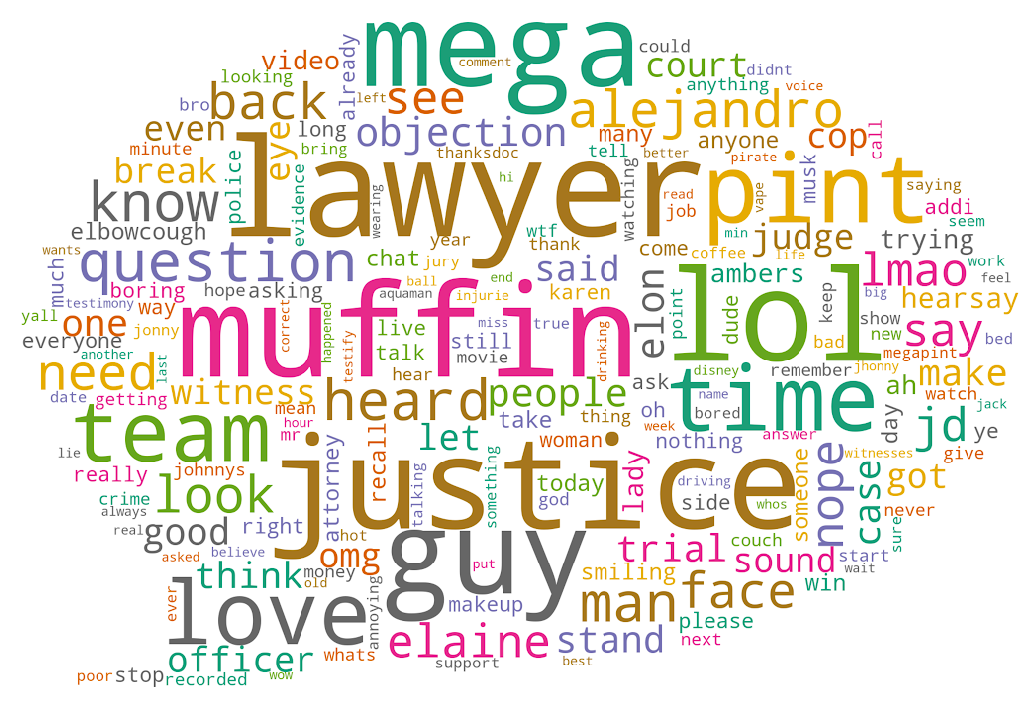 mega
could
video
comment
court
didnt
looking
already
anything
voice
bro
back
left
see
alejandro
even
eye
long
objection
many
anyone
cop
call
minute
bring
thanksdoc
tell
better
pirate
break
police
lawyer
hi
pint
musk
saying
know
evidence
wearing
watching
read
job
vape
addi
seem
elbowcough
year
wtf
thank
come
min
judge
trying
wants
question
chat
jury
said
coffee
life
work
much
boring
hope
asking
ball
end
elon
ambers
lmao
feel
testimony
way
aquaman
injurie
karen
point
lol
keep
big
hearsay
yall
one
jonny
correct
happened
muffin
live
miss
true
dude
show
new
say
bed
everyone
another
last
talk
still
movie
testify
drinking
bad
megapint
need
hear
disney
remember
jhonny
make
date
getting
witness
heard
people
ask
time
name
bored
ah
watch
jack
team
mean
hour
mr
take
thing
oh
week
day
jd
ye
lie
let
woman
nothing
answer
witnesses
give
really
johnnys
attorney
recall
talking
something
justice
lady
driving
someone
nope
case
got
crime
look
today
god
side
whos
never
always
real
good
right
hot
guy
trial
couch
sure
asked
believe
omg
put
sound
start
think
money
old
smiling
face
win
wait
ever
love
annoying
makeup
man
please
officer
whats
elaine
stand
next
poor
stop
recorded
wow
support
best